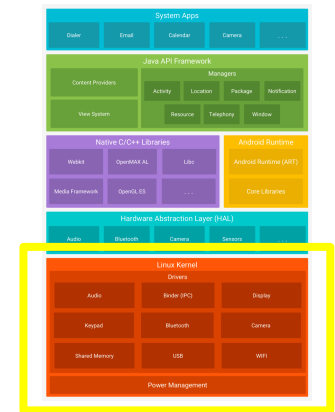 System Apps
Dialer Email Calendar Camera . . .
Java API Framework
Content Providers
Managers
Activity Location Package Notification
View System
Resource Telephony Window
Native C/C++ Libraries
Webkit OpenMAX AL Libc
Media Framework OpenGL ES . . .
Android Runtime
Android Runtime (ART)
Core Libraries
Hardware Abstraction Layer (HAL)
Audio Bluetooth Camera Sensors . . .
Linux Kernel
Drivers
Audio Binder (IPC) Display
Keypad Bluetooth Camera
Shared Memory USB WIFI
Power Management